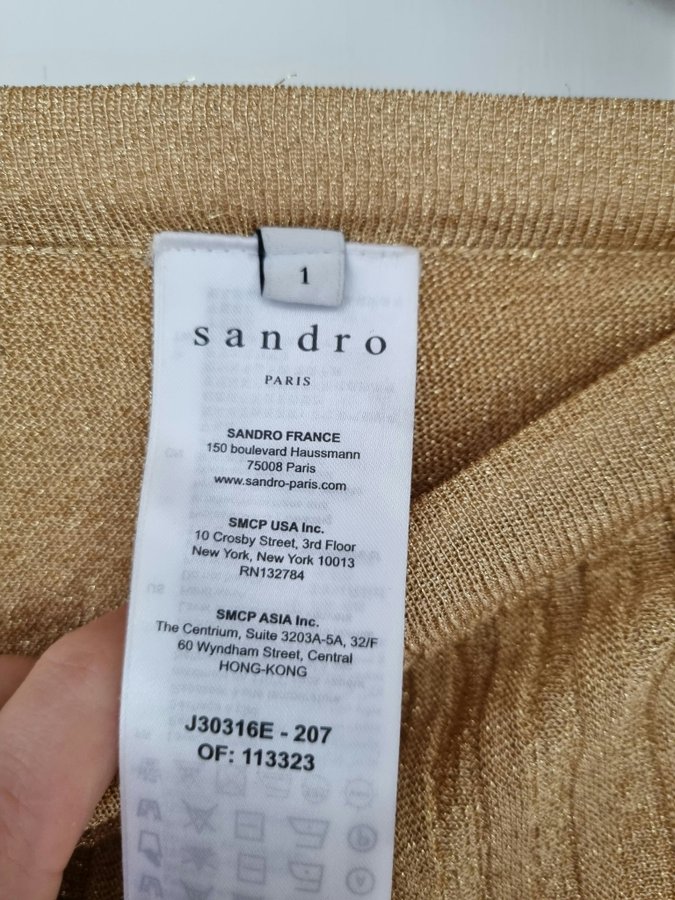 1
sandro
PARIS
SANDRO FRANCE
150 boulevard Haussmann
75008 Paris
www.sandro-paris.com
SMCP USA Inc.
10 Crosby Street, 3rd Floor
New York, New York 10013
RN132784
SMCP ASIA Inc.
The Centrium, Suite 3203A-5A, 32/F
60 Wyndham Street, Central
HONG-KONG
J30316E - 207
OF: 113323